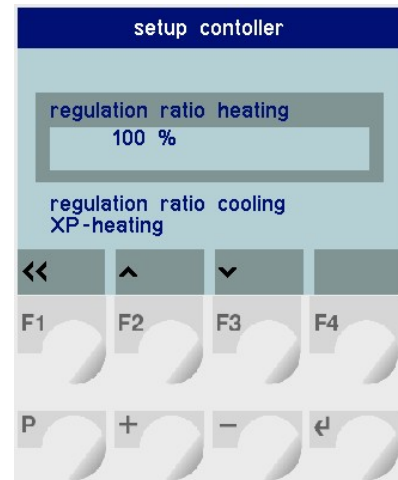 setup contoller
regulation ratio heating
100 %
regulation ratio cooling
XP-heating
F1 F2 F3 F4
P + -